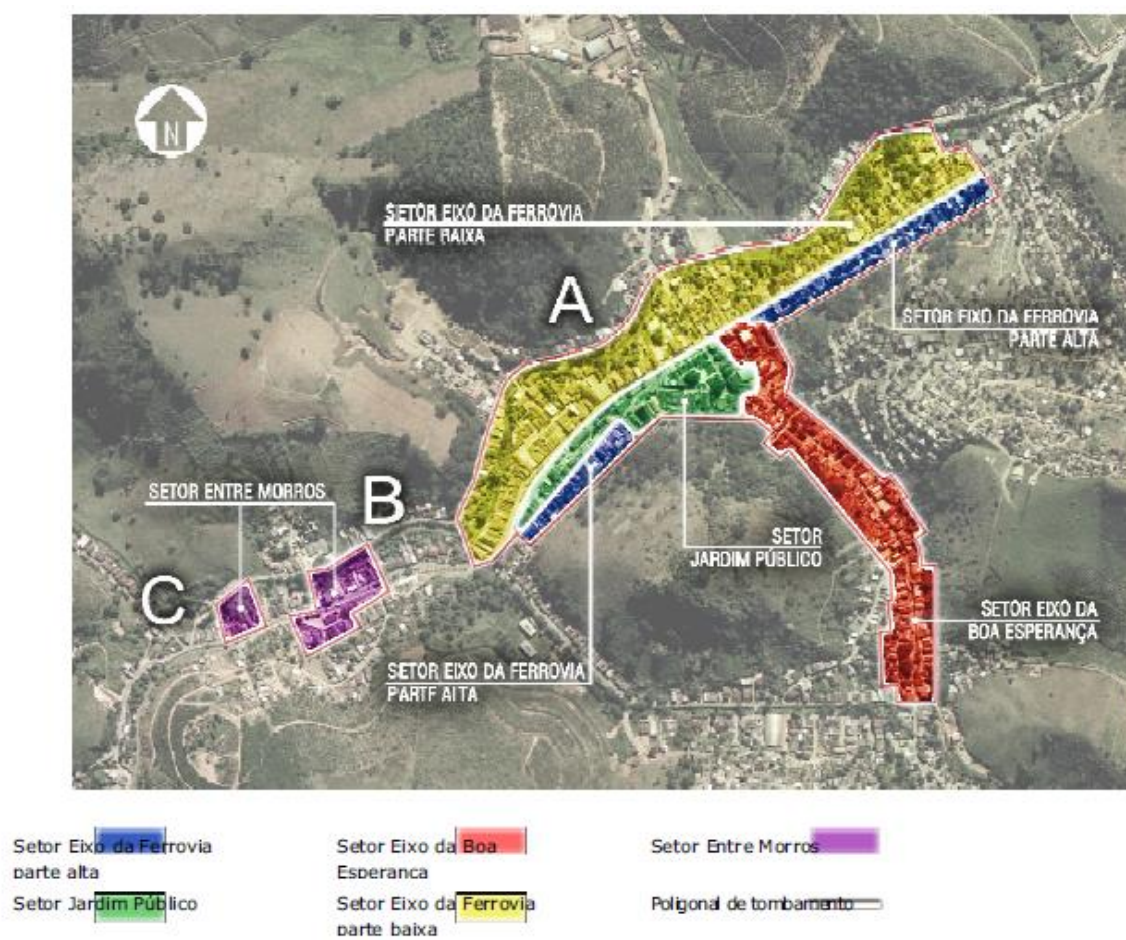 N
SETOR EIXO DA FERROVIA
PARTE BAIXA
A
SETOR EIXO DA FERROVIA
PARTE ALTA
SETOR ENTRE MORROS
B
SETOR
JARDIM PÚBLICO
C
SETOR EIXO DA
BOA ESPERANÇA
SETOR EIXO DA FERROVIA
PARTE ALTA
Setor Eixo da Ferrovia
parte alta
Setor Eixo da Boa
Esperança
Setor Entre Morros
Setor Jardim Público
Setor Eixo da Ferrovia
parte baixa
Poligonal de tombamento